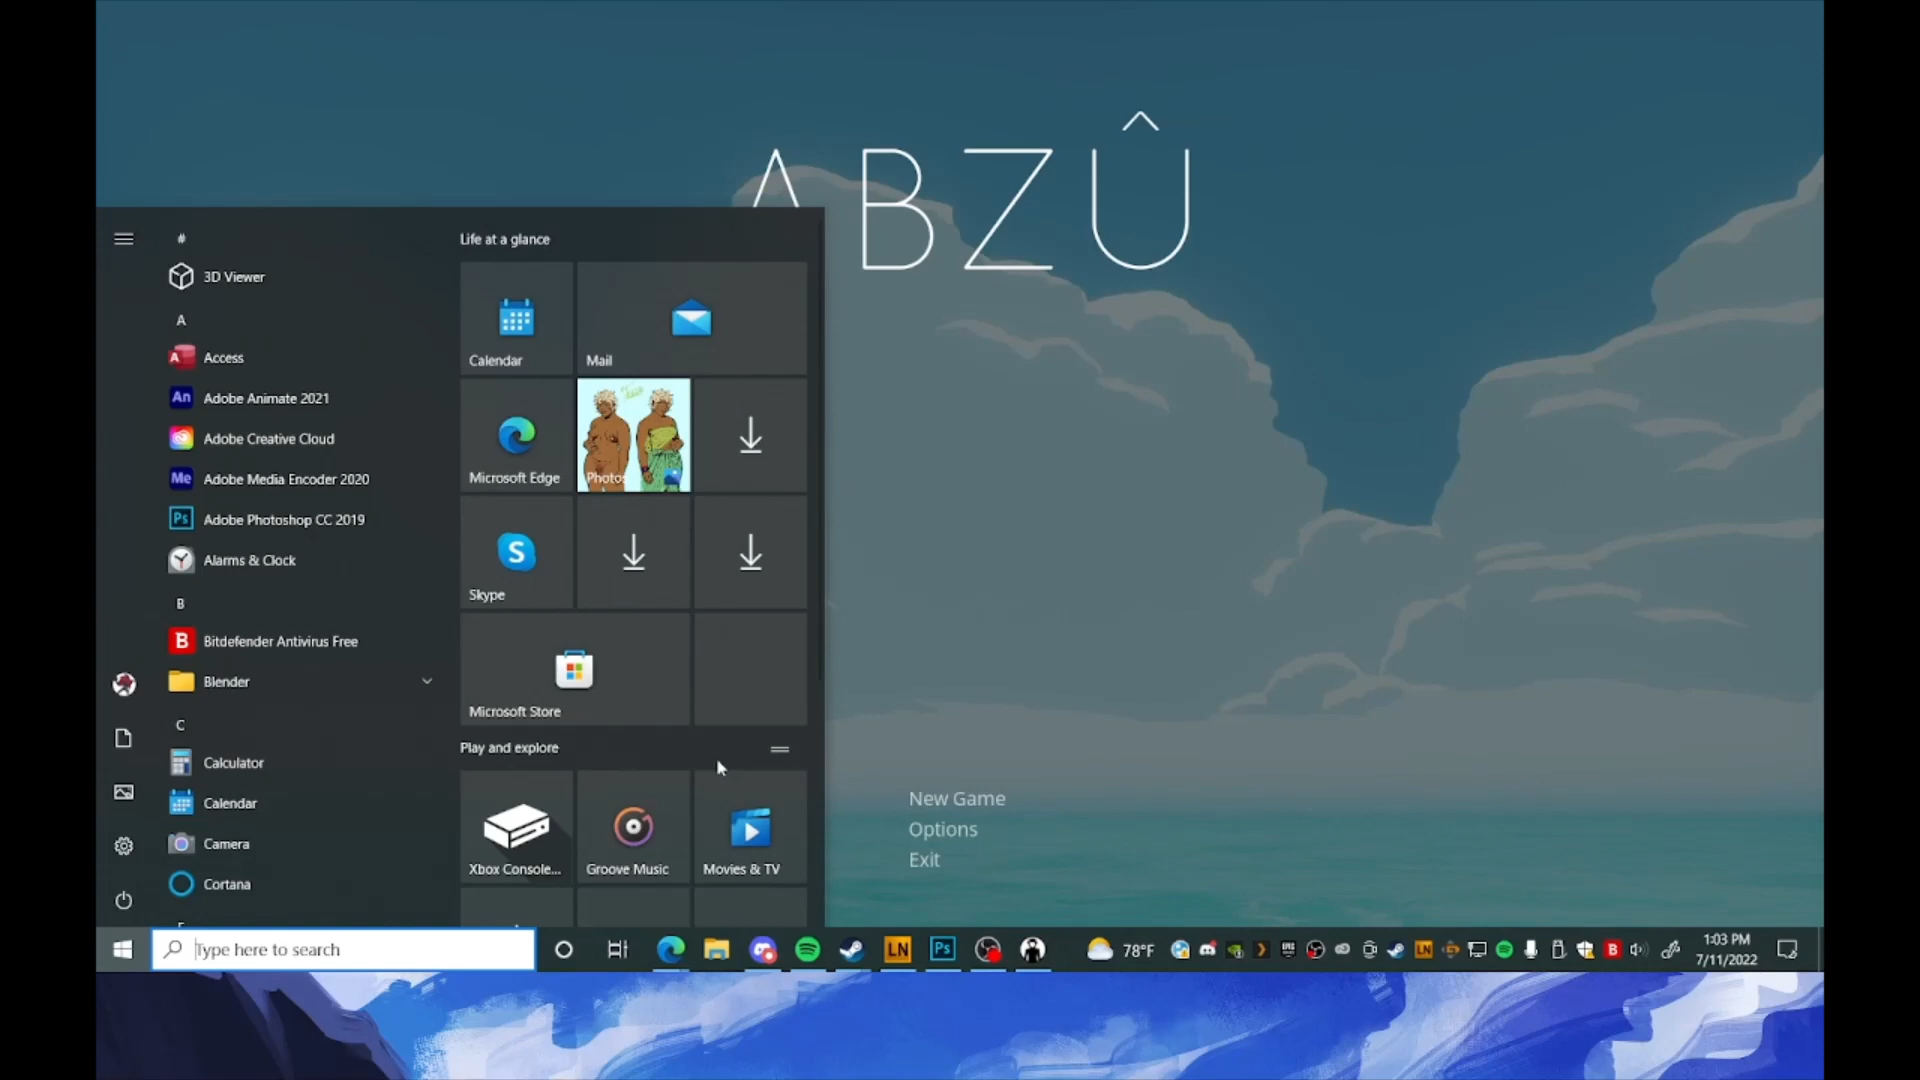 ABZÛ
#
3D Viewer
A
Access
Adobe Animate 2021
Adobe Creative Cloud
Adobe Media Encoder 2020
Adobe Photoshop CC 2019
Alarms & Clock
B
Bitdefender Antivirus Free
Blender
C
Calculator
Calendar
Camera
Cortana
Life at a glance
Calendar
Mail
Microsoft Edge
Photos
Skype
Microsoft Store
Play and explore
Xbox Console...
Groove Music
Movies & TV
New Game
Options
Exit
Type here to search
78°F
1:03 PM
7/11/2022